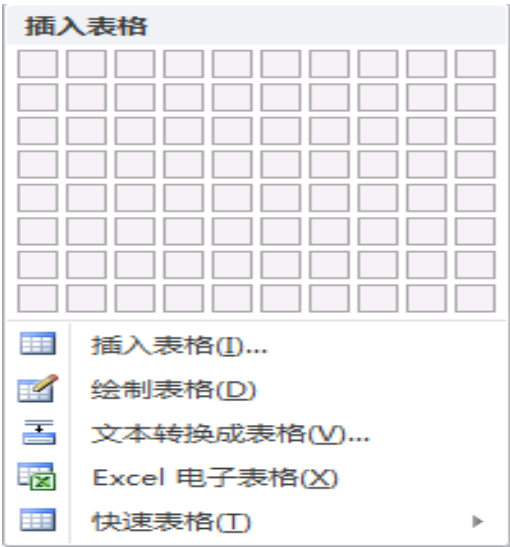 插入表格
插入表格(I)...
绘制表格(D)
文本转换成表格(V)...
Excel 电子表格(X)
快速表格(T)